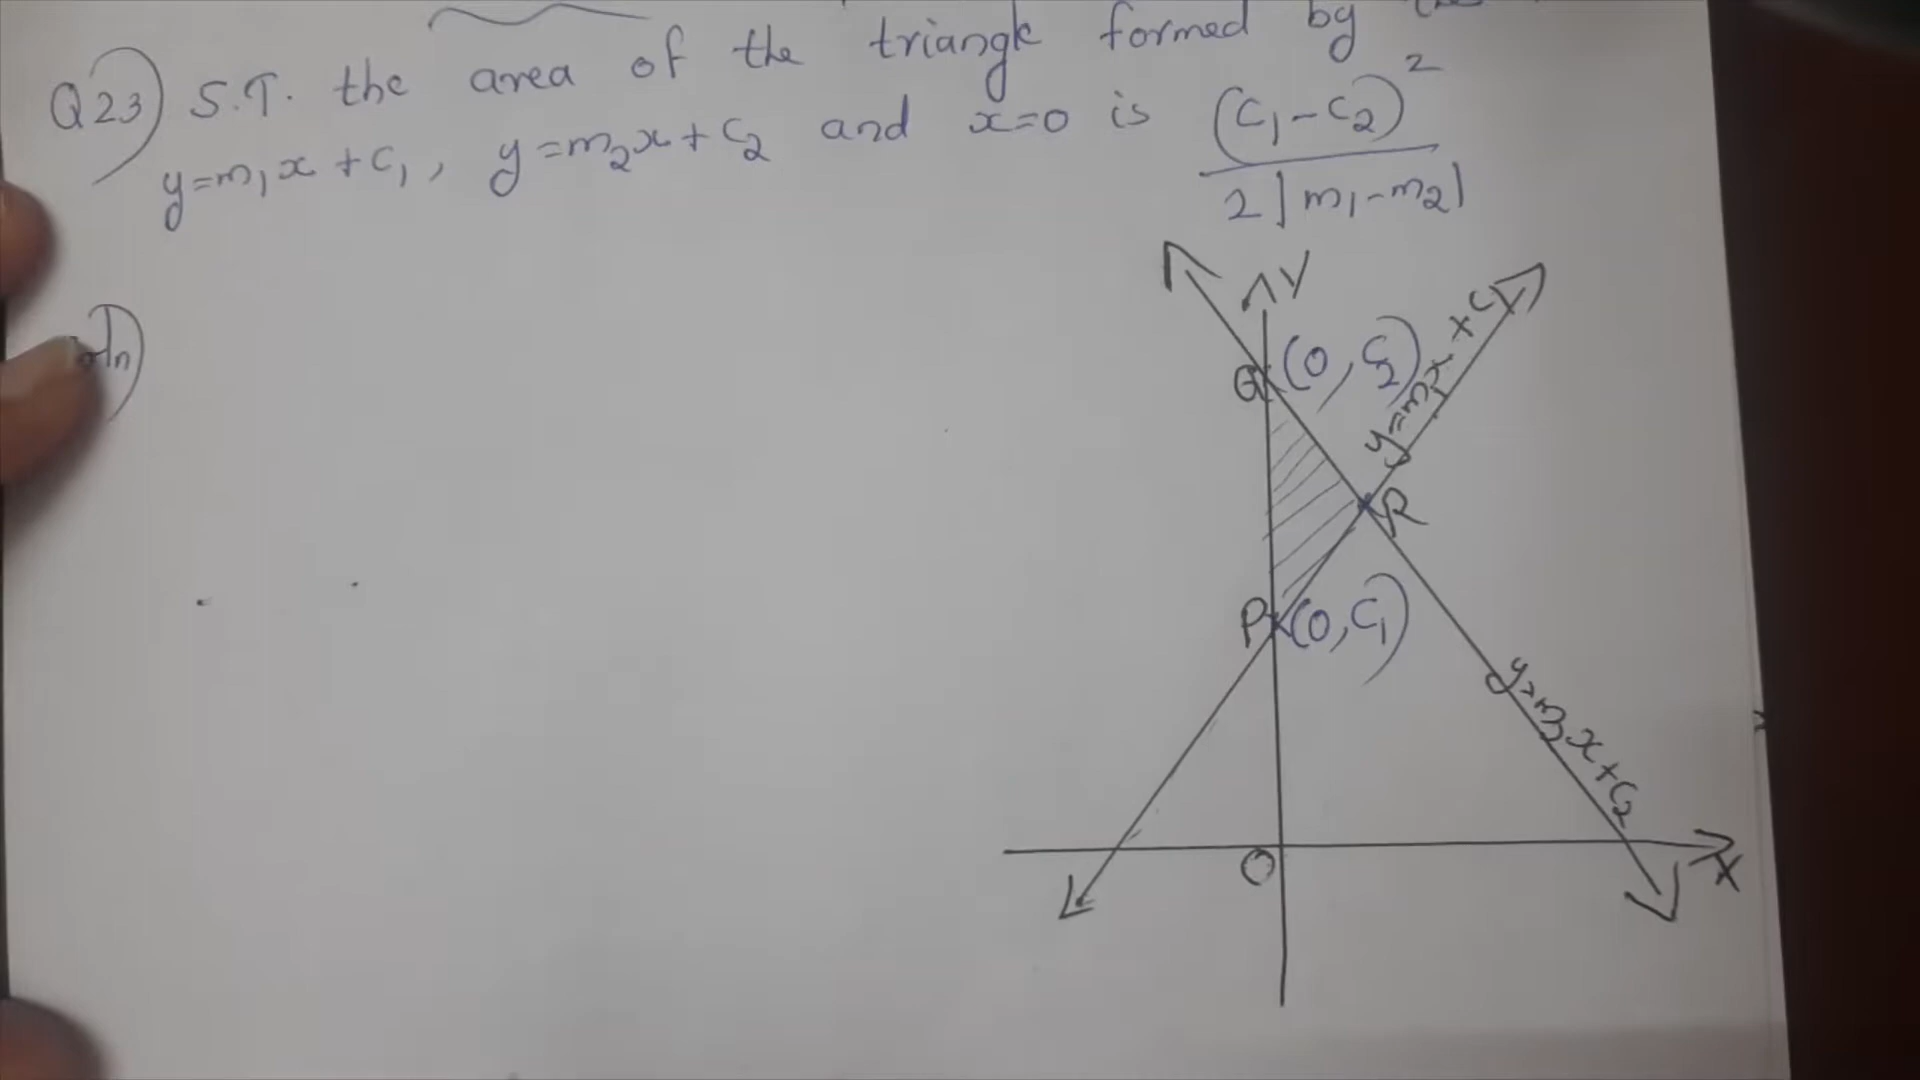 Q23) S.T. the area of the triangle formed by the
y=m₁x + c₁, y=m₂x + c₂ and x=0 is (c₁-c₂)²
2|m₁-m₂|
Soln)
Y
Q (0, c₂)
y=m₁x + c₁
R
P (0, c₁)
y=m₂x + c₂
O
X